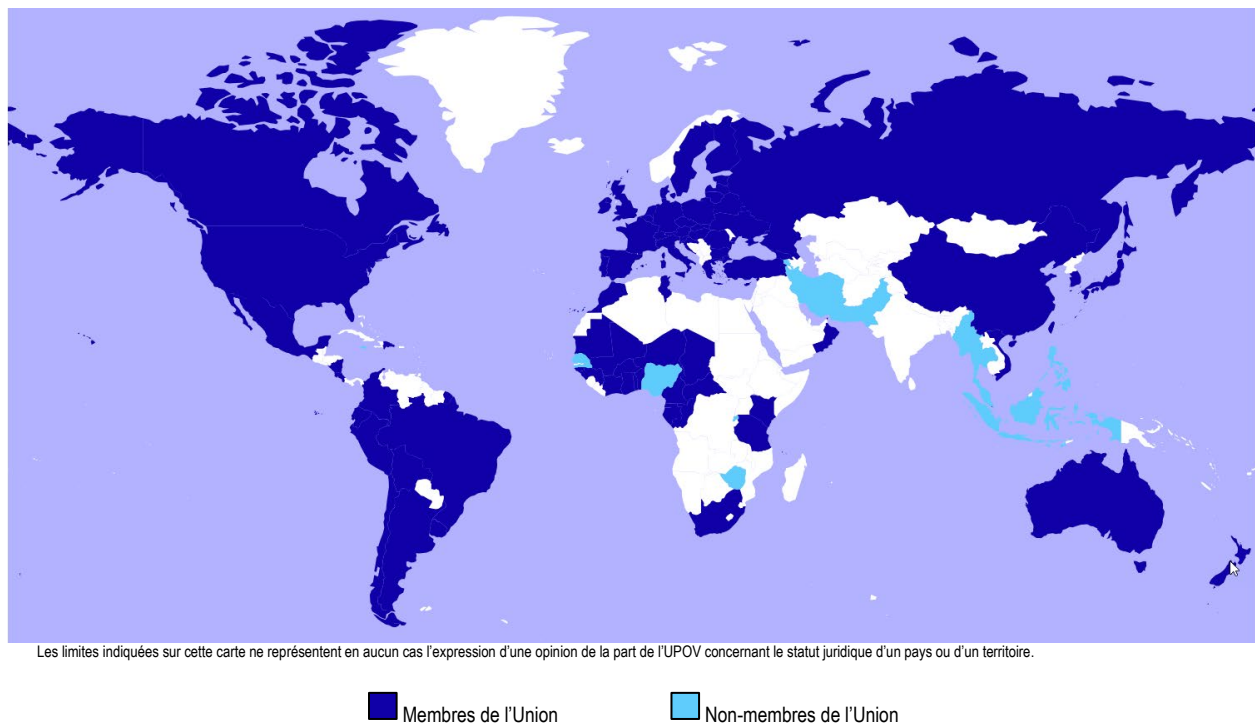 Les limites indiquées sur cette carte ne représentent en aucun cas l’expression d’une opinion de la part de l’UPOV concernant le statut juridique d’un pays ou d’un territoire.
Membres de l’Union
Non-membres de l’Union